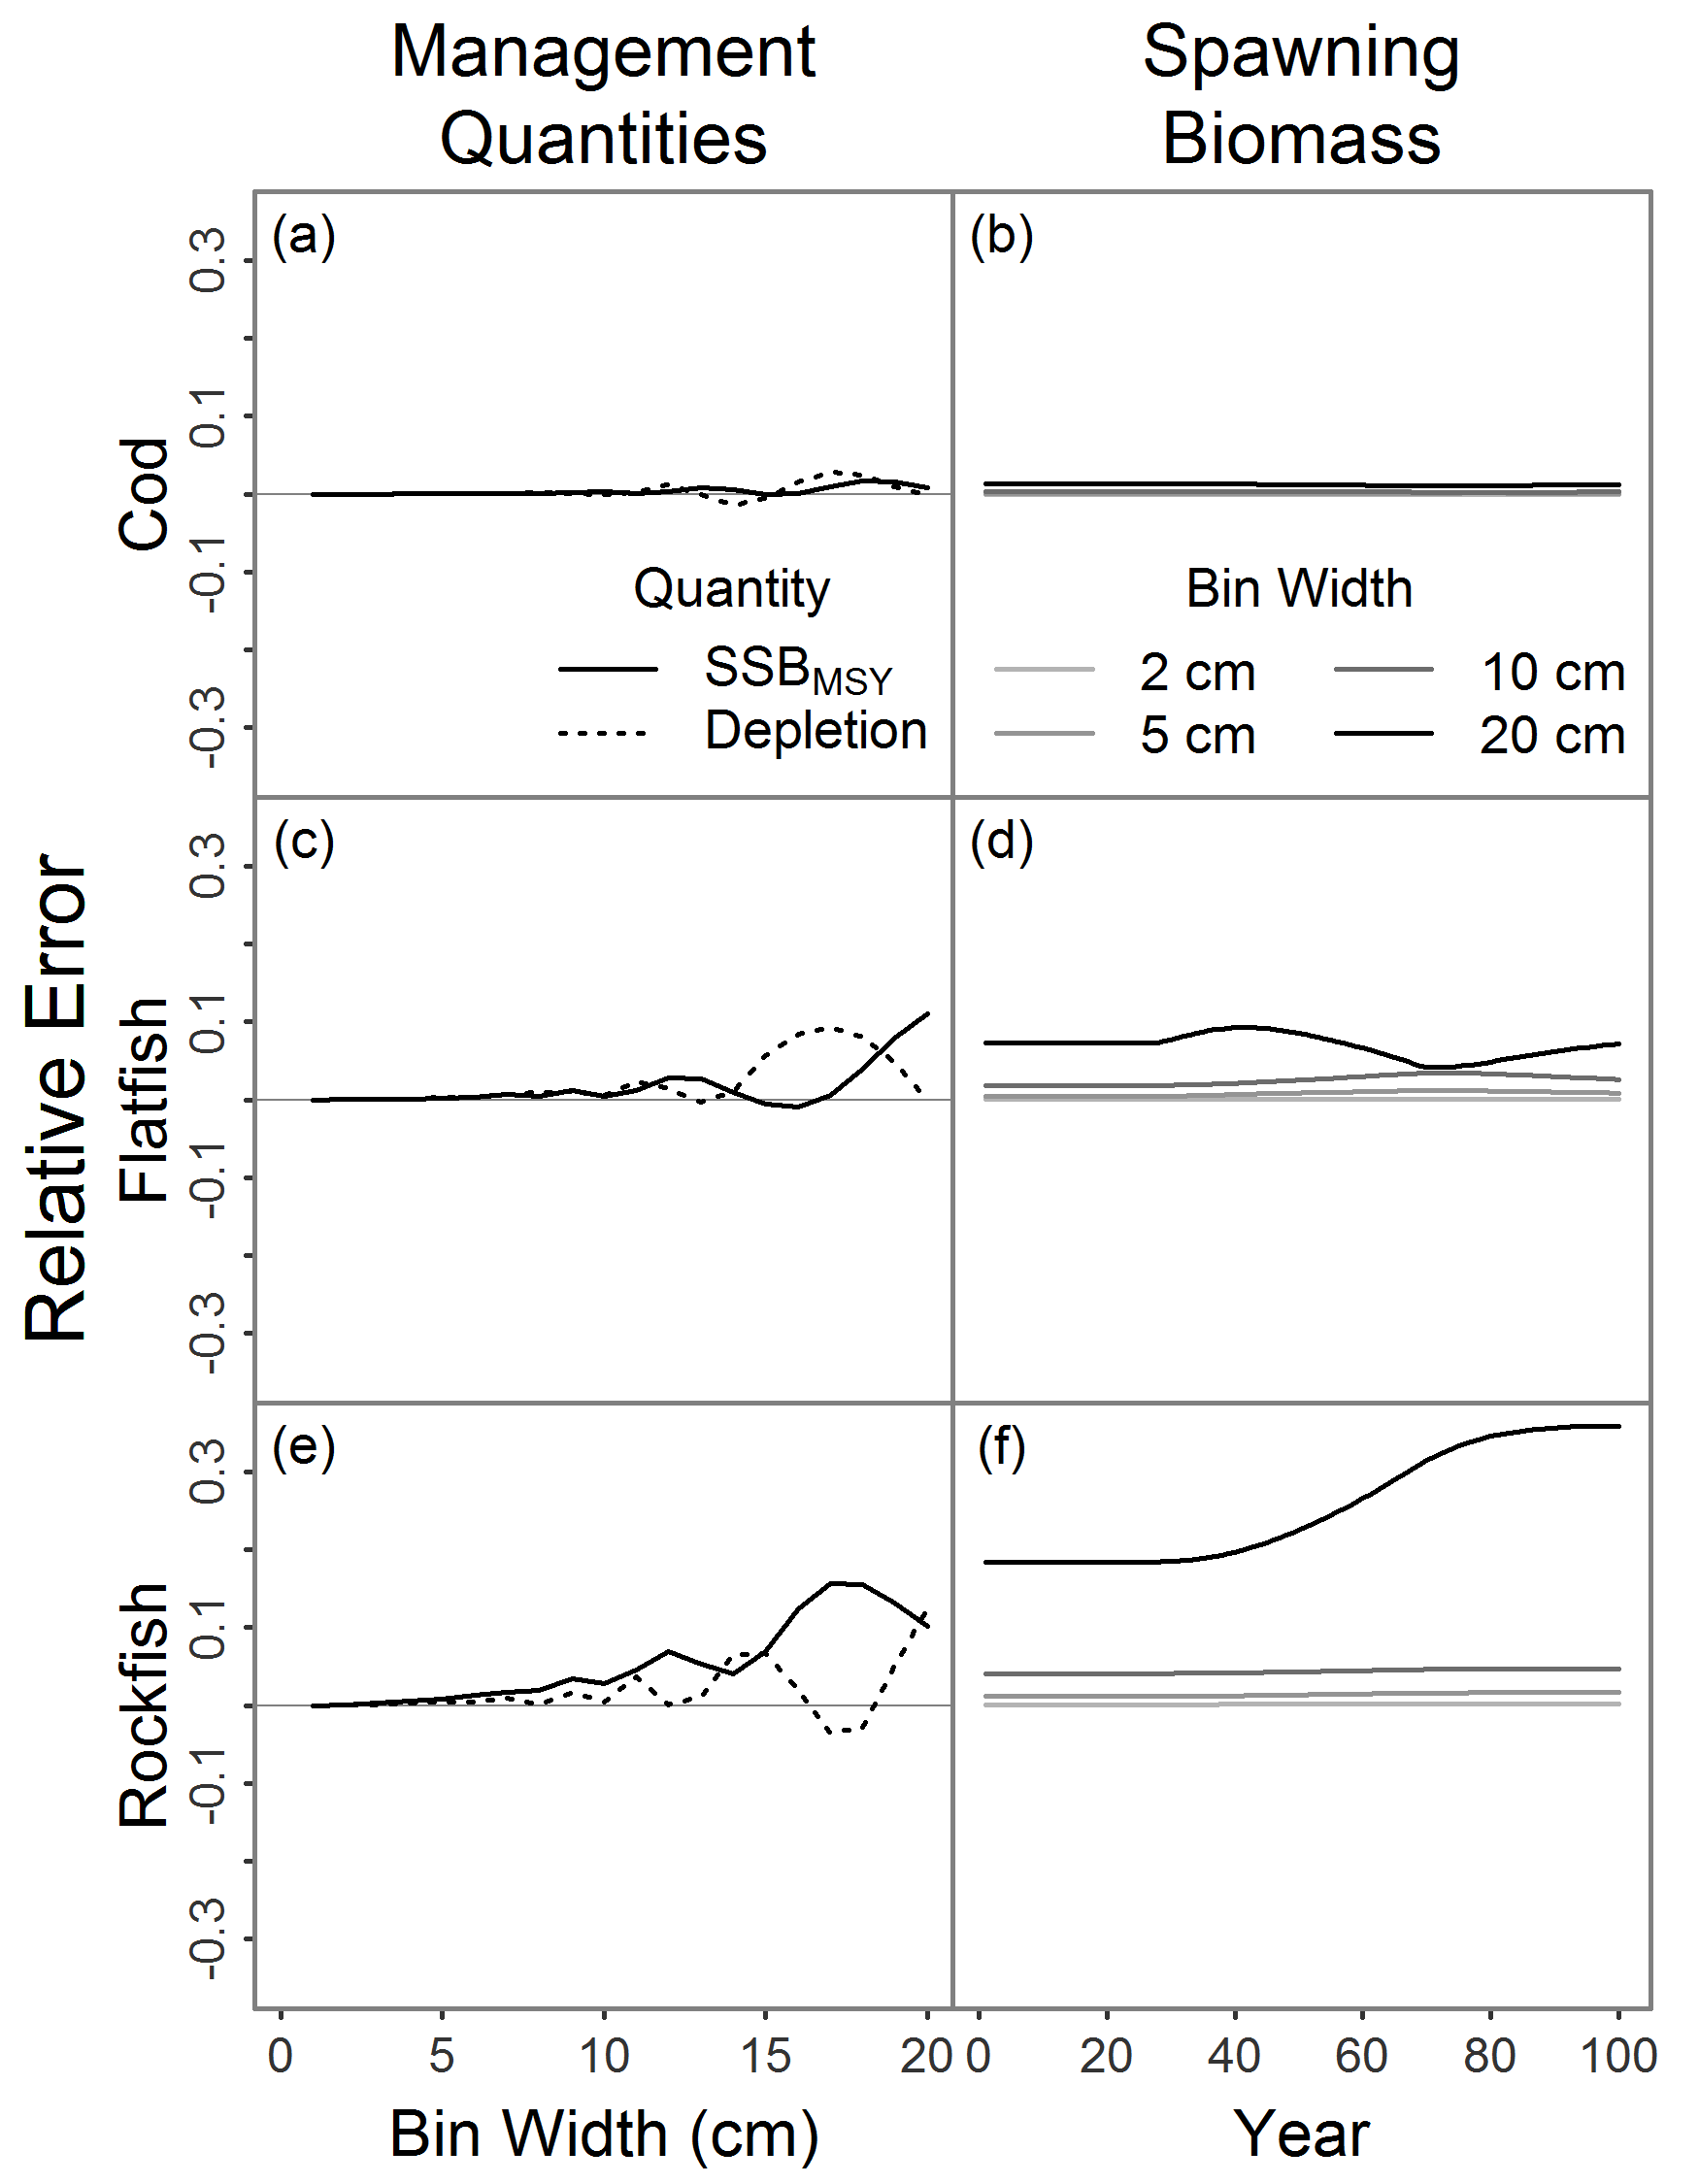 Management
Quantities
Spawning
Biomass
Relative Error
Cod
0.3
0.1
-0.1
-0.3
(a)
Quantity
SSBMSY
Depletion
(b)
Bin Width
2 cm
10 cm
5 cm
20 cm
Flatfish
0.3
0.1
-0.1
-0.3
(c)
(d)
Rockfish
0.3
0.1
-0.1
-0.3
(e)
(f)
0 5 10 15 20
0 20 40 60 80 100
Bin Width (cm)
Year